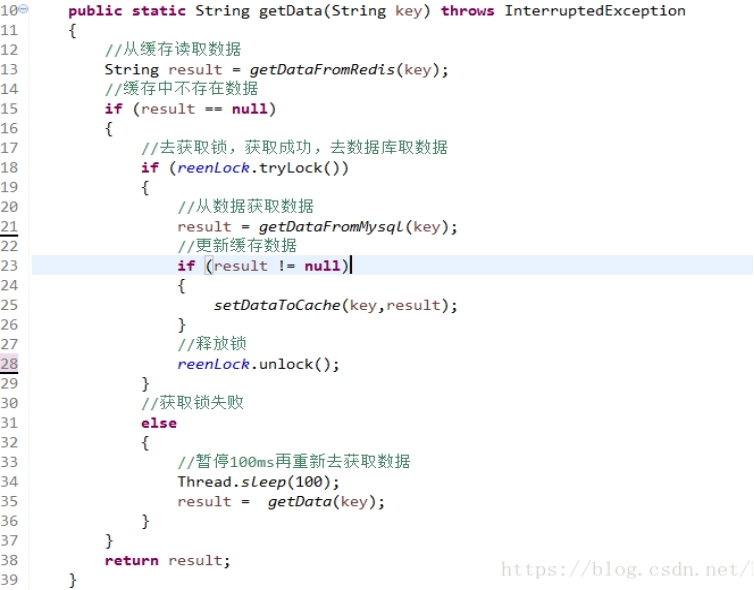 10 public static String getData(String key) throws InterruptedException
11 {
12 //从缓存读取数据
13 String result = getDataFromRedis(key);
14 //缓存中不存在数据
15 if (result == null)
16 {
17 //去获取锁，获取成功，去数据库取数据
18 if (reenLock.tryLock())
19 {
20 //从数据获取数据
21 result = getDataFromMysql(key);
22 //更新缓存数据
23 if (result != null)
24 {
25 setDataToCache(key,result);
26 }
27 //释放锁
28 reenLock.unlock();
29 }
30 //获取锁失败
31 else
32 {
33 //暂停100ms再重新去获取数据
34 Thread.sleep(100);
35 result = getData(key);
36 }
37 }
38 return result;
https://blog.csdn.net/
39 }